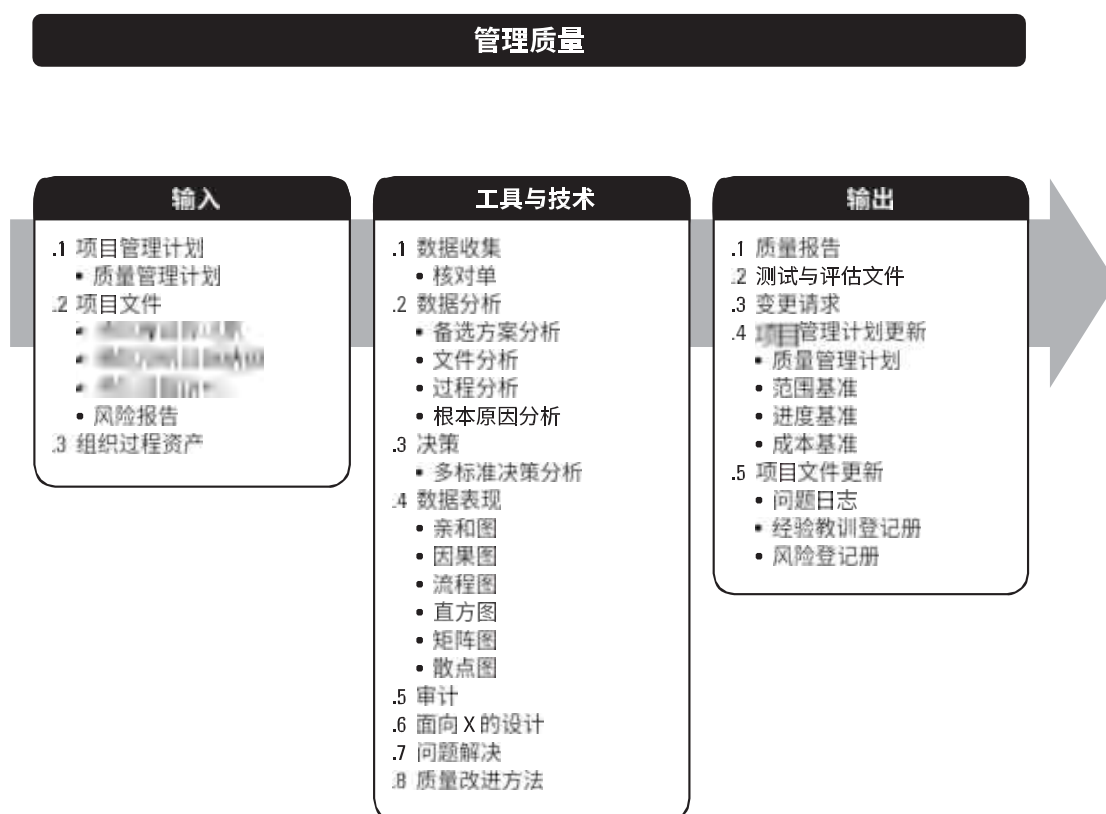 管理质量
输入
.1 项目管理计划
• 质量管理计划
.2 项目文件
• 风险报告
.3 组织过程资产
工具与技术
.1 数据收集
• 核对单
.2 数据分析
• 备选方案分析
• 文件分析
• 过程分析
• 根本原因分析
.3 决策
• 多标准决策分析
.4 数据表现
• 亲和图
• 因果图
• 流程图
• 直方图
• 矩阵图
• 散点图
.5 审计
.6 面向 X 的设计
.7 问题解决
.8 质量改进方法
输出
.1 质量报告
.2 测试与评估文件
.3 变更请求
.4 项目管理计划更新
• 质量管理计划
• 范围基准
• 进度基准
• 成本基准
.5 项目文件更新
• 问题日志
• 经验教训登记册
• 风险登记册